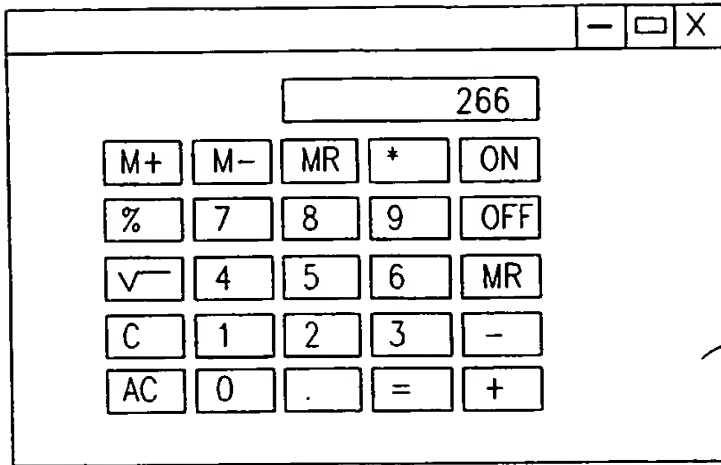 266
M+ M- MR * ON
% 7 8 9 OFF
√ 4 5 6 MR
C 1 2 3 -
AC 0 . = +